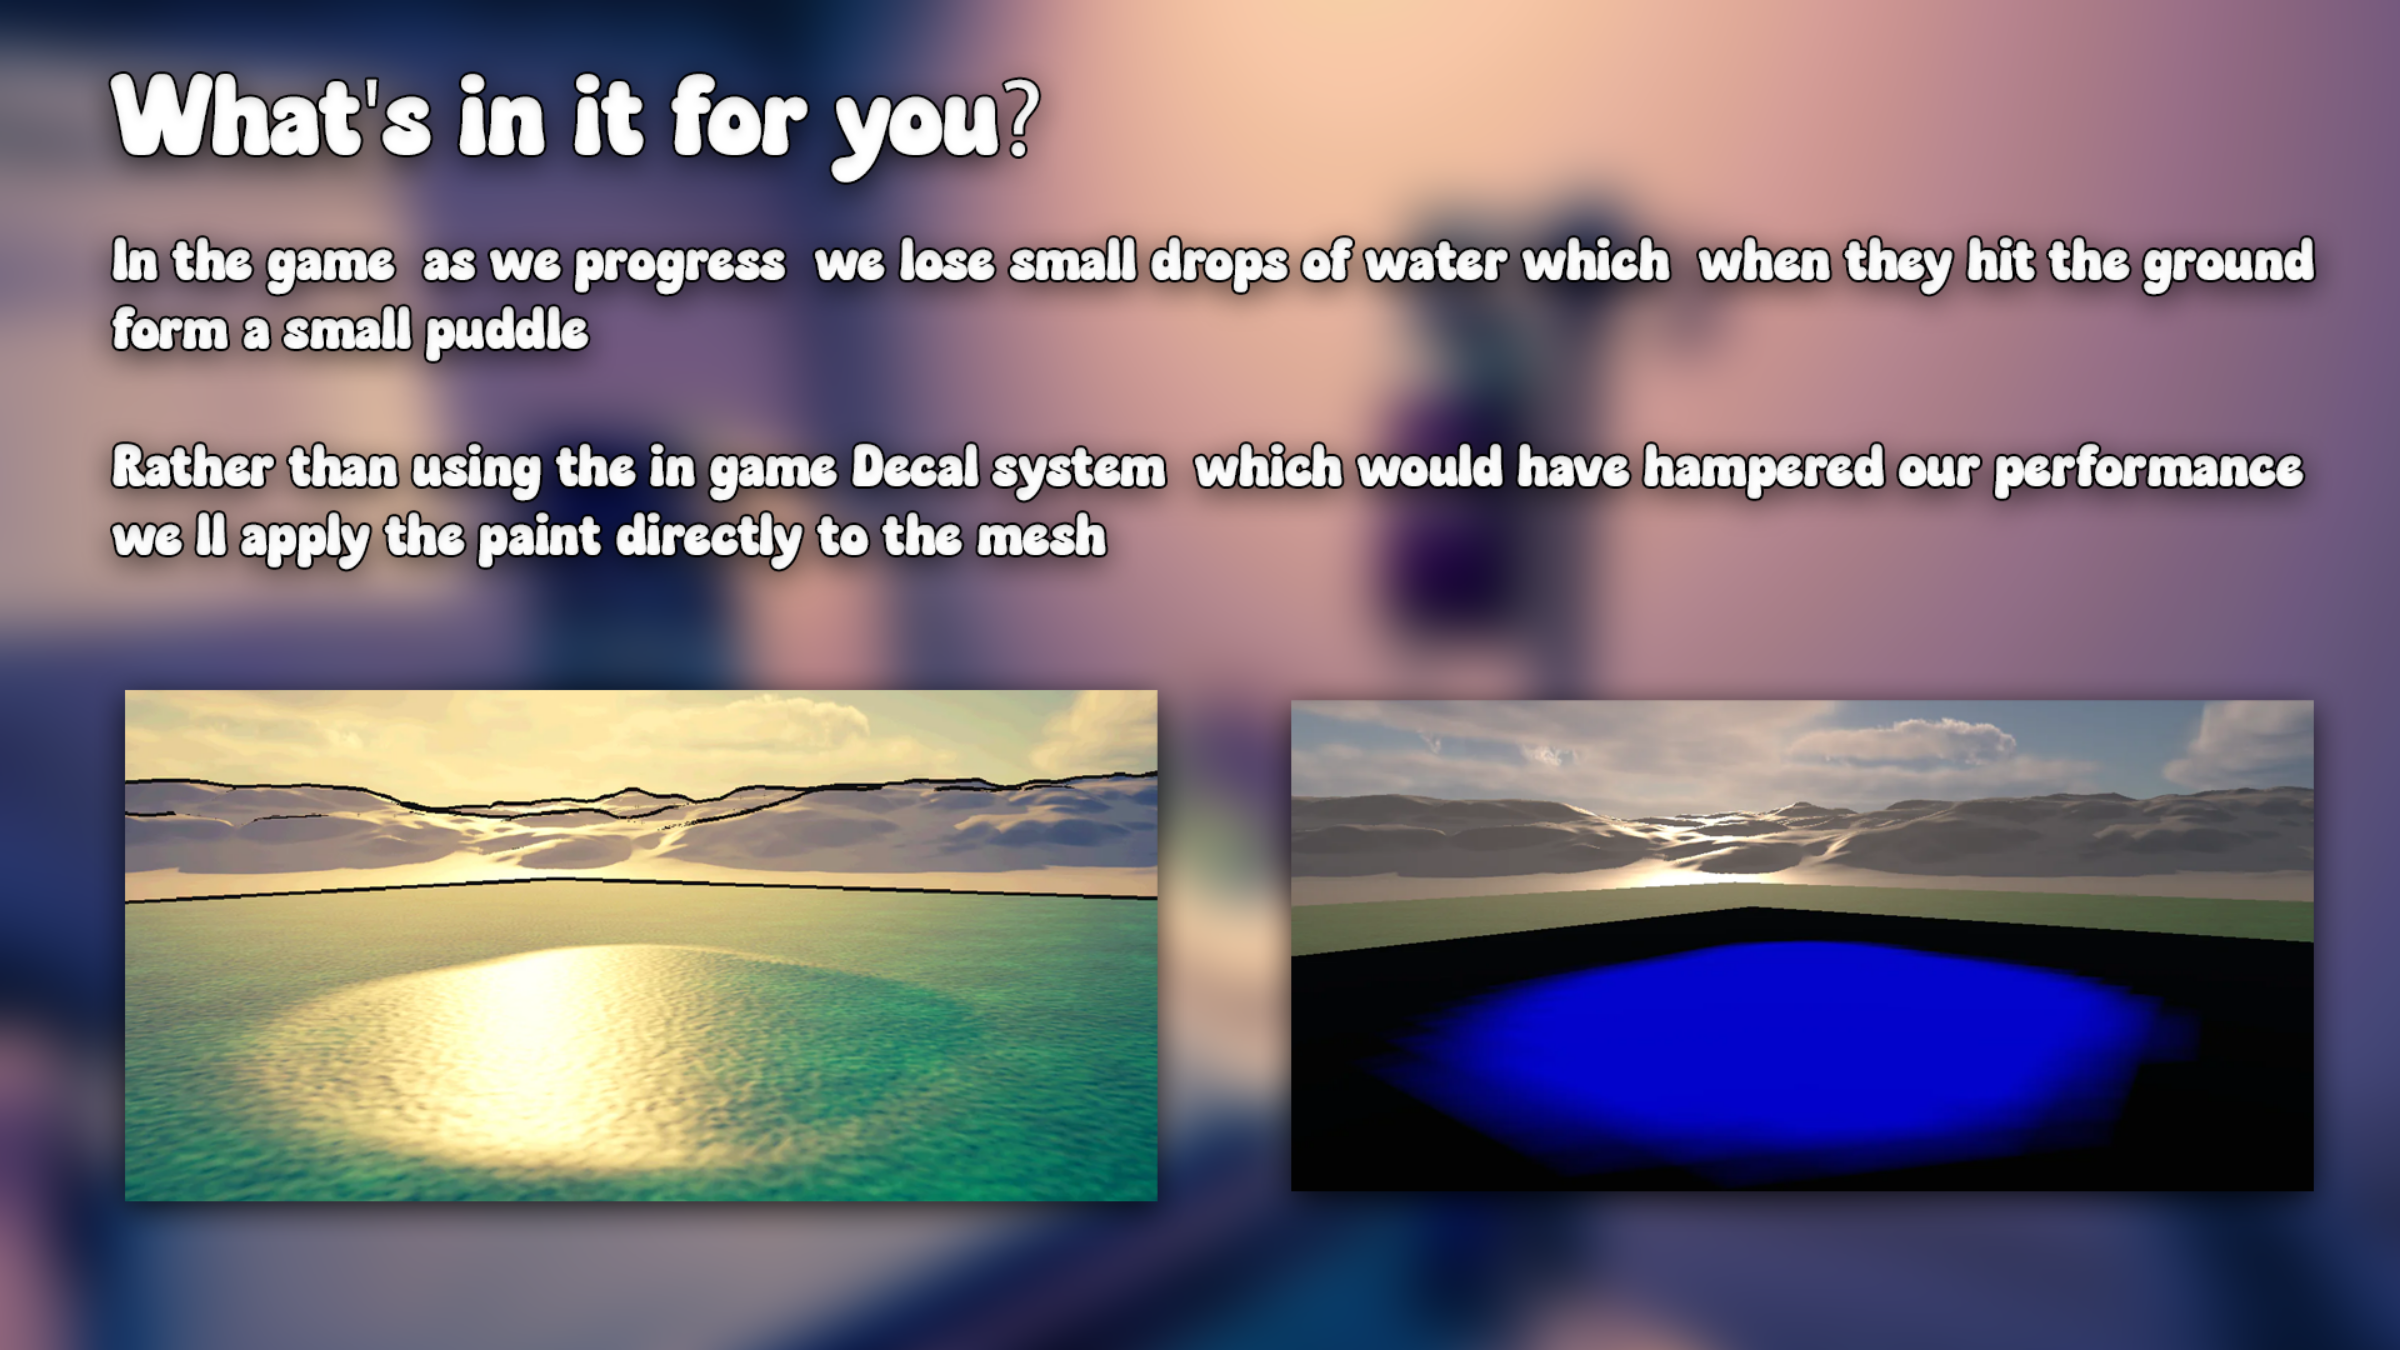 What's in it for you?
In the game as we progress we lose small drops of water which when they hit the ground
form a small puddle
Rather than using the in game Decal system which would have hampered our performance
we ll apply the paint directly to the mesh